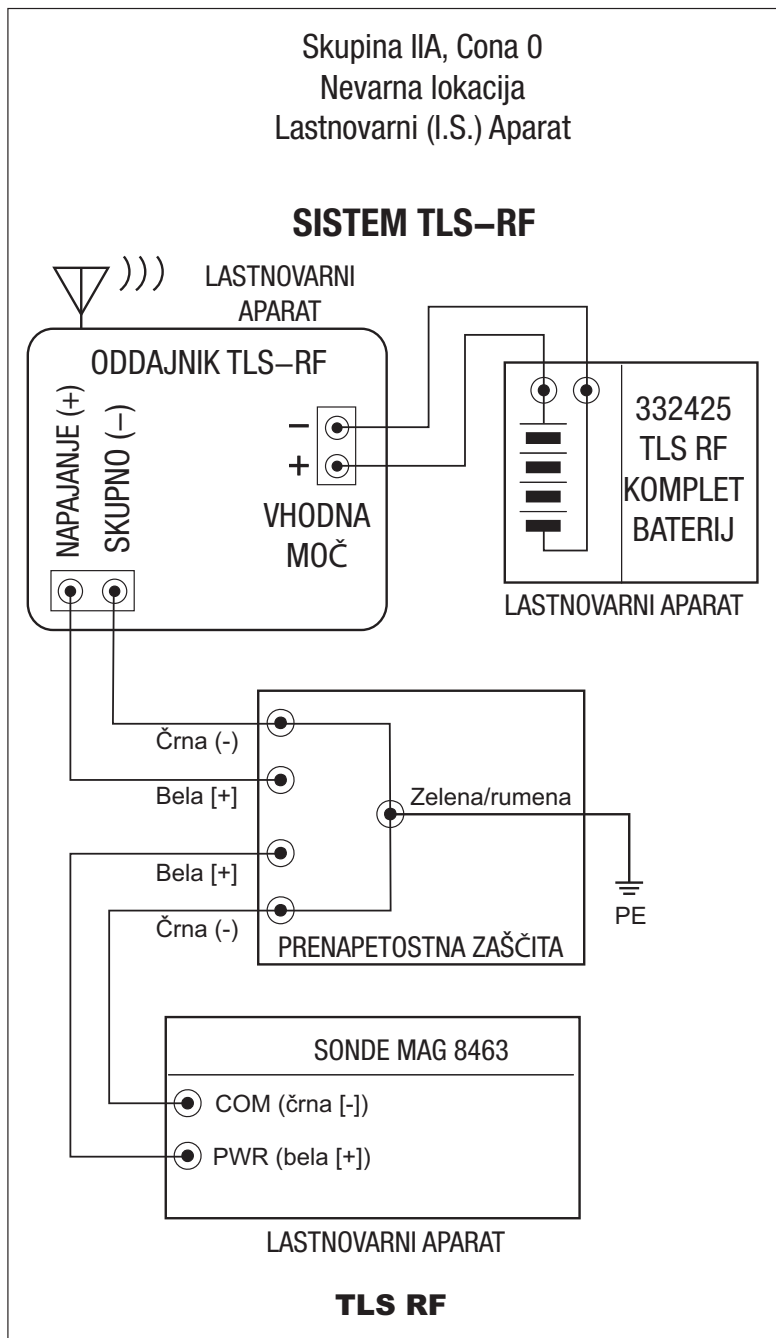 Skupina IIA, Cona 0
Nevarna lokacija
Lastnovarni (I.S.) Aparat
SISTEM TLS–RF
LASTNOVARNI
APARAT
ODDAJNIK TLS–RF
NAPAJANJE (+)
SKUPNO (–)
–
+
VHODNA
MOČ
332425
TLS RF
KOMPLET
BATERIJ
LASTNOVARNI APARAT
Črna (-)
Bela [+]
Zelena/rumena
Bela [+]
Črna (-)
PE
PRENAPETOSTNA ZAŠČITA
SONDE MAG 8463
COM (črna [-])
PWR (bela [+])
LASTNOVARNI APARAT
TLS RF